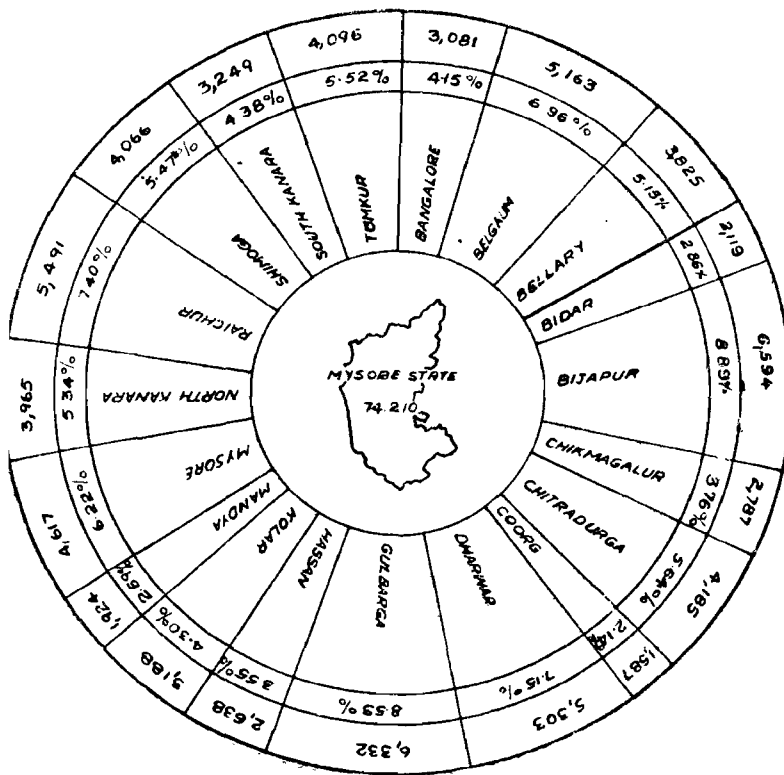 MYSORE STATE
74.210
BANGALORE
4.15%
3,081
BELGAUM
6.96%
5,163
BELLARY
5.15%
3,825
BIDAR
2.86%
2,119
BIJAPUR
8.89%
6,594
CHIKMAGALUR
3.76%
2,787
CHITRADURGA
5.64%
4,185
COORG
2.14%
1,587
DHARWAR
7.15%
5,303
GULBARGA
8.53%
6,332
HASSAN
3.55%
2,638
KOLAR
4.30%
3,188
MANDYA
2.69%
1,924
MYSORE
6.22%
4,617
NORTH KANARA
5.34%
3,965
RAICHUR
7.40%
5,491
SHIMOGA
5.47%
4,066
SOUTH KANARA
4.38%
3,249
TUMKUR
5.52%
4,096